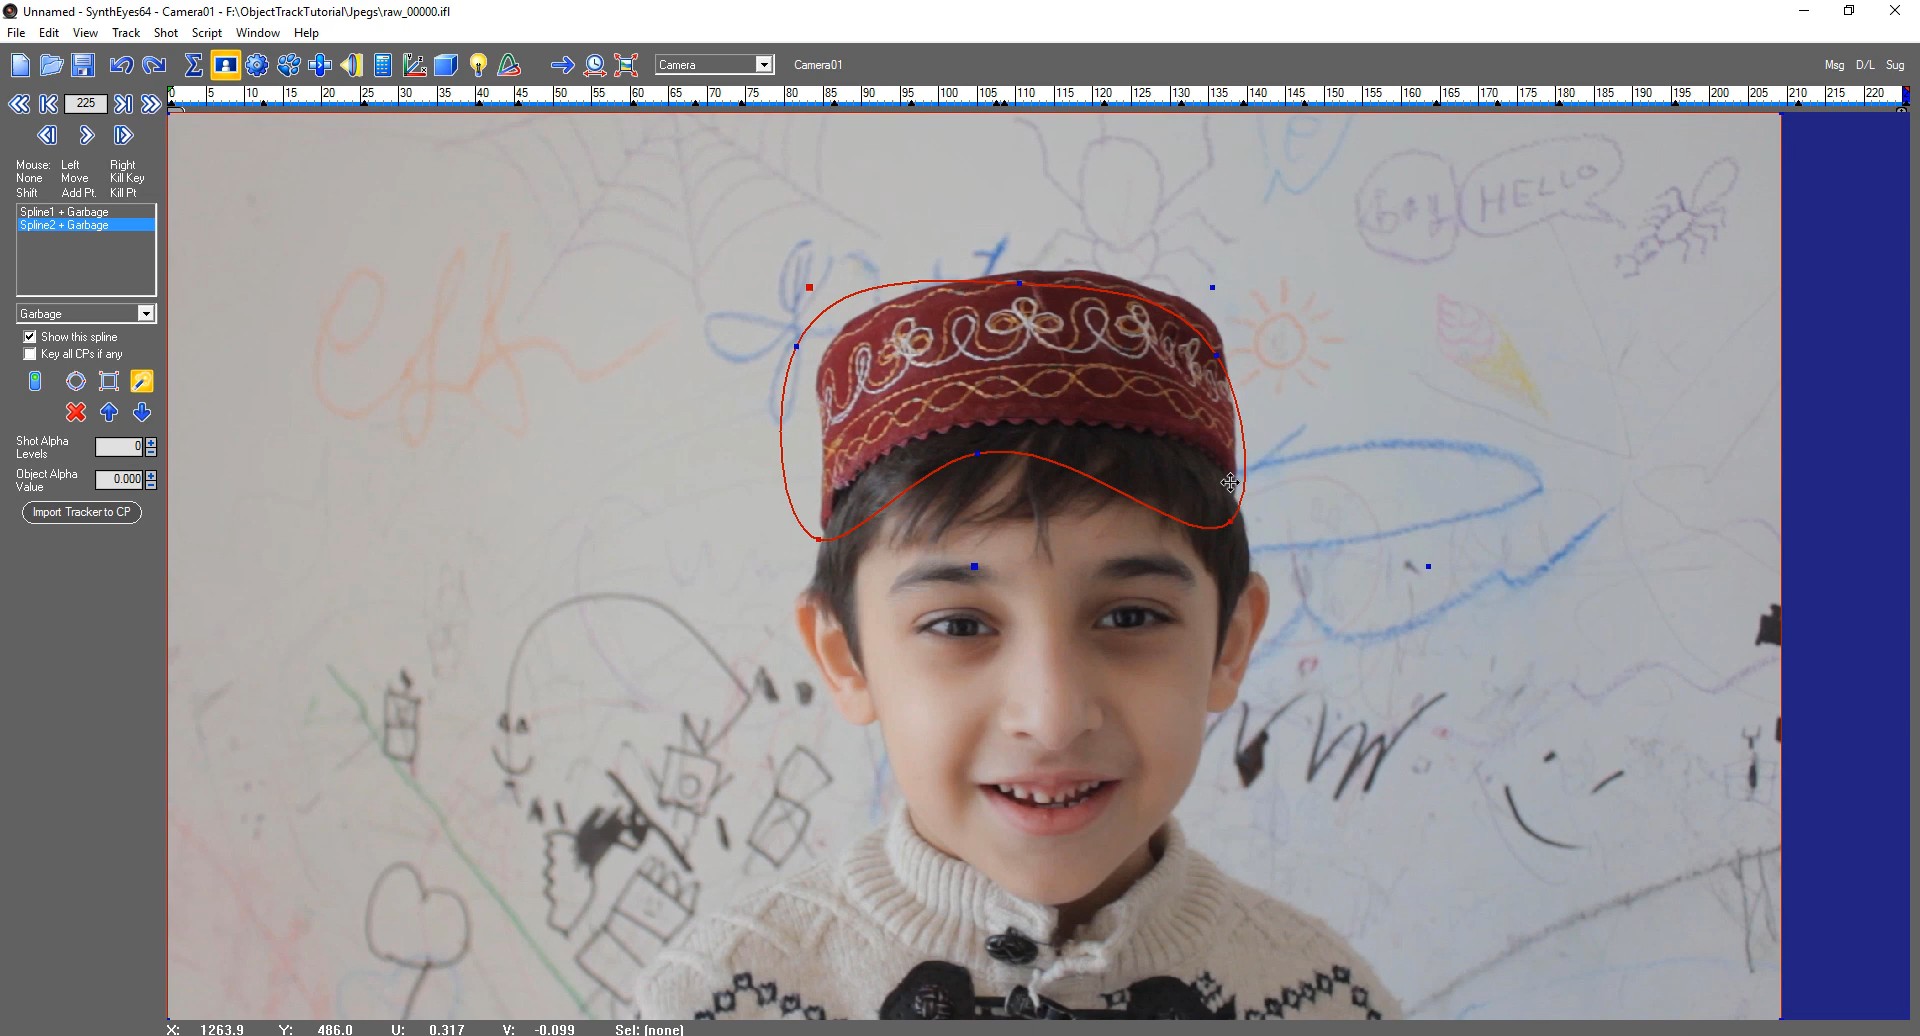 Unnamed - SynthEyes64 - Camera01 - F:\ObjectTrackTutorial\Jpegs\raw_00000.ifl
File Edit View Track Shot Script Window Help
Camera Camera01 Msg D/L Sug
225 0 5 10 15 20 25 30 35 40 45 50 55 60 65 70 75 80 85 90 95 100 105 110 115 120 125 130 135 140 145 150 155 160 165 170 175 180 185 190 195 200 205 210 215 220
Mouse: Left Right
None Move Kill Key
Shift Add Pt. Kill Pt
Spline1 + Garbage
Spline2 + Garbage
Garbage
Show this spline
Key all CPs if any
Shot Alpha Levels 0
Object Alpha Value 0.000
Import Tracker to CP
HELLO
X: 1263.9 Y: 486.0 U: 0.317 V: -0.099 Sel: (none)